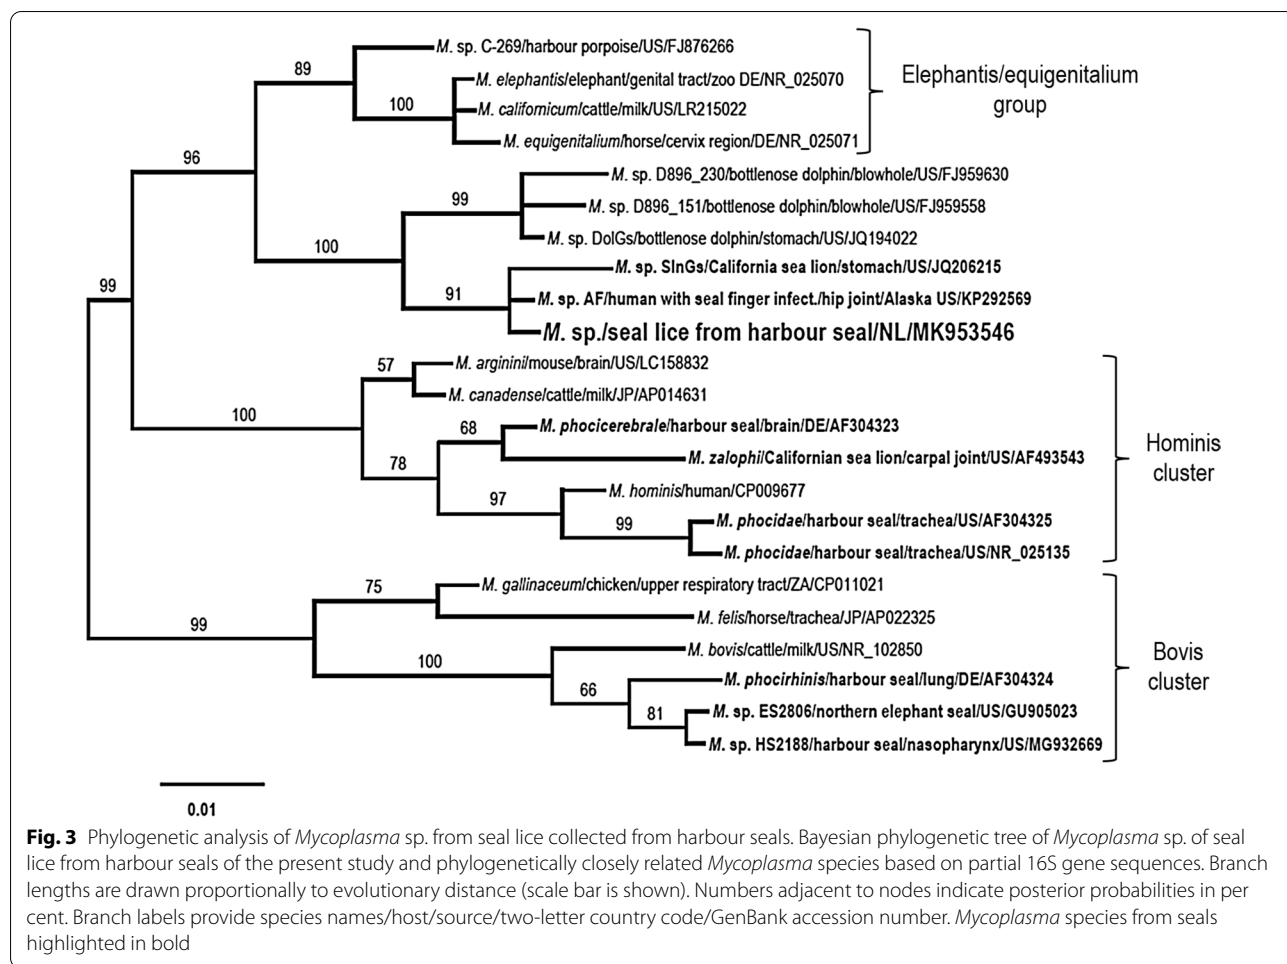 M. sp. C-269/harbour porpoise/US/FJ876266
89
M. elephantis/elephant/genital tract/zoo DE/NR_025070
Elephantis/equigenitalium
group
100
M. californicum/cattle/milk/US/LR215022
M. equigenitalium/horse/cervix region/DE/NR_025071
96
M. sp. D896_230/bottlenose dolphin/blowhole/US/FJ959630
99
M. sp. D896_151/bottlenose dolphin/blowhole/US/FJ959558
M. sp. DolGs/bottlenose dolphin/stomach/US/JQ194022
100
M. sp. SlnGs/California sea lion/stomach/US/JQ206215
99
91
M. sp. AF/human with seal finger infect./hip joint/Alaska US/KP292569
M. sp./seal lice from harbour seal/NL/MK953546
57
M. arginini/mouse/brain/US/LC158832
M. canadense/cattle/milk/JP/AP014631
100
68
M. phocicerebrale/harbour seal/brain/DE/AF304323
Hominis
cluster
78
M. zalophi/Californian sea lion/carpal joint/US/AF493543
97
M. hominis/human/CP009677
99
M. phocidae/harbour seal/trachea/US/AF304325
M. phocidae/harbour seal/trachea/US/NR_025135
75
M. gallinaceum/chicken/upper respiratory tract/ZA/CP011021
99
M. felis/horse/trachea/JP/AP022325
100
M. bovis/cattle/milk/US/NR_102850
Bovis
cluster
66
M. phocirhinis/harbour seal/lung/DE/AF304324
81
M. sp. ES2806/northern elephant seal/US/GU905023
M. sp. HS2188/harbour seal/nasopharynx/US/MG932669
0.01
Fig. 3 Phylogenetic analysis of Mycoplasma sp. from seal lice collected from harbour seals. Bayesian phylogenetic tree of Mycoplasma sp. of seal
lice from harbour seals of the present study and phylogenetically closely related Mycoplasma species based on partial 16S gene sequences. Branch
lengths are drawn proportionally to evolutionary distance (scale bar is shown). Numbers adjacent to nodes indicate posterior probabilities in per
cent. Branch labels provide species names/host/source/two-letter country code/GenBank accession number. Mycoplasma species from seals
highlighted in bold